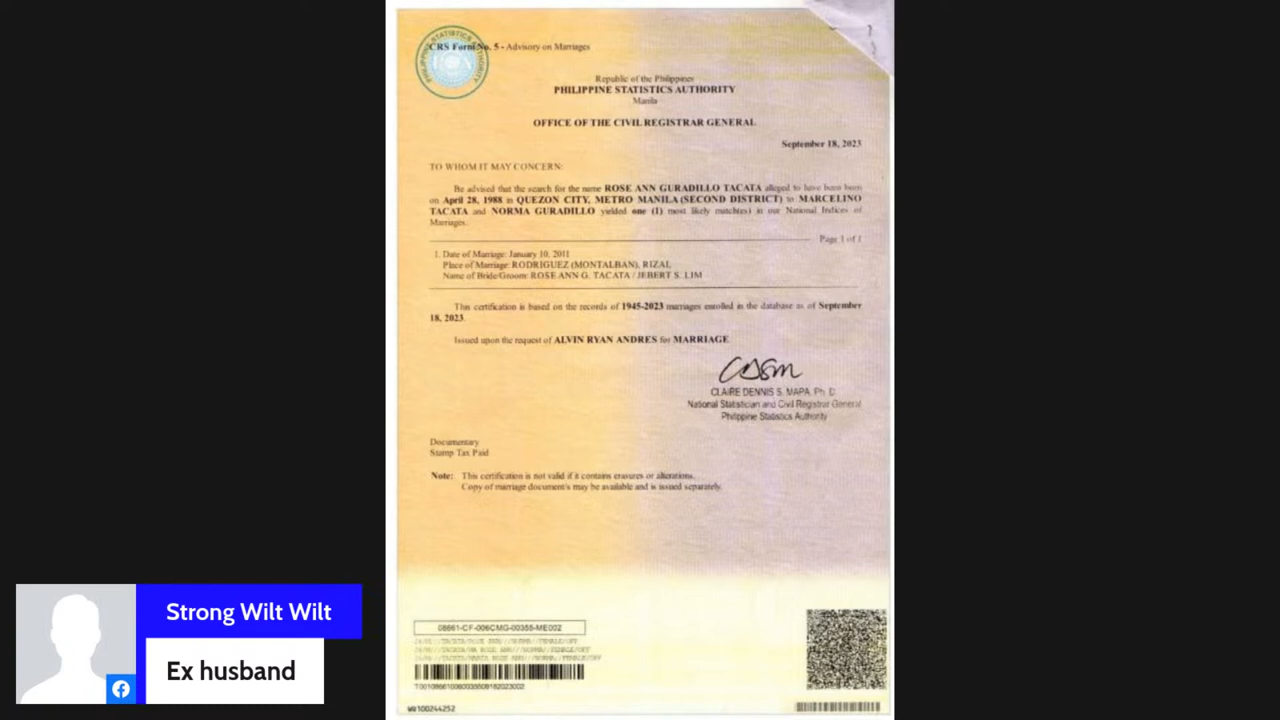 CRS Form No. 5 - Advisory on Marriages
Republic of the Philippines
PHILIPPINE STATISTICS AUTHORITY
Manila
OFFICE OF THE CIVIL REGISTRAR GENERAL
September 18, 2023
TO WHOM IT MAY CONCERN:
Be advised that the search for the name ROSE ANN GURADILLO TACATA alleged to have been born
on April 28, 1988 in QUEZON CITY, METRO MANILA (SECOND DISTRICT) to MARCELINO
TACATA and NORMA GURADILLO yielded one (1) most likely match(es) in our National Indices of
Marriages.
Page 1 of 1
1. Date of Marriage: January 10, 2011
Place of Marriage: RODRIGUEZ (MONTALBAN), RIZAL
Name of Bride/Groom: ROSE ANN G. TACATA / JEBERT S. LIM
This certification is based on the records of 1945-2023 marriages enrolled in the database as of September
18, 2023.
Issued upon the request of ALVIN RYAN ANDRES for MARRIAGE.
CLAIRE DENNIS S. MAPA, Ph. D.
National Statistician and Civil Registrar General
Philippine Statistics Authority
Documentary
Stamp Tax Paid
Note: This certification is not valid if it contains erasures or alterations.
Copy of marriage document/s may be available and is issued separately.
08661-CF-006CMG-00355-ME002
Strong Wilt Wilt
Ex husband